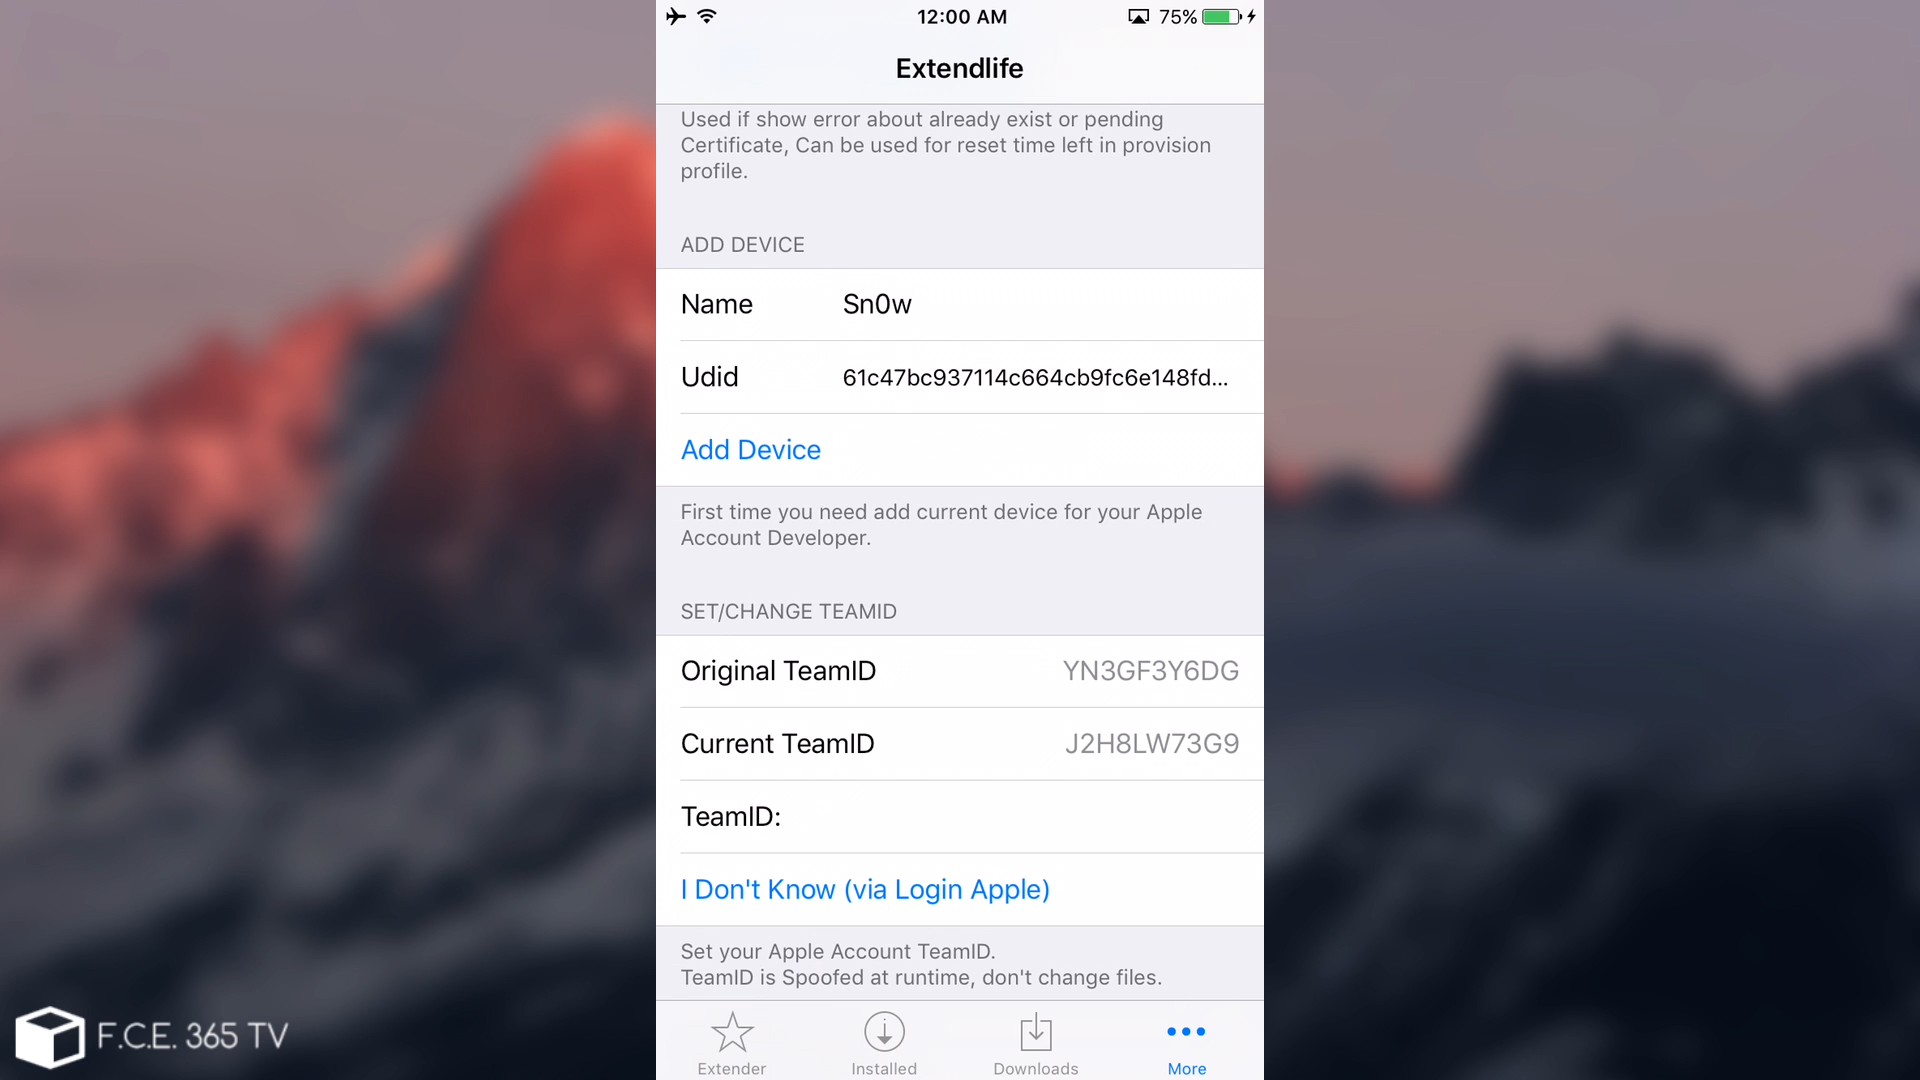 12:00 AM
75%
Extendlife
Used if show error about already exist or pending
Certificate, Can be used for reset time left in provision
profile.
ADD DEVICE
Name Sn0w
Udid 61c47bc937114c664cb9fc6e148fd...
Add Device
First time you need add current device for your Apple
Account Developer.
SET/CHANGE TEAMID
Original TeamID YN3GF3Y6DG
Current TeamID J2H8LW73G9
TeamID:
I Don't Know (via Login Apple)
Set your Apple Account TeamID.
TeamID is Spoofed at runtime, don't change files.
Extender Installed Downloads More
F.C.E. 365 TV